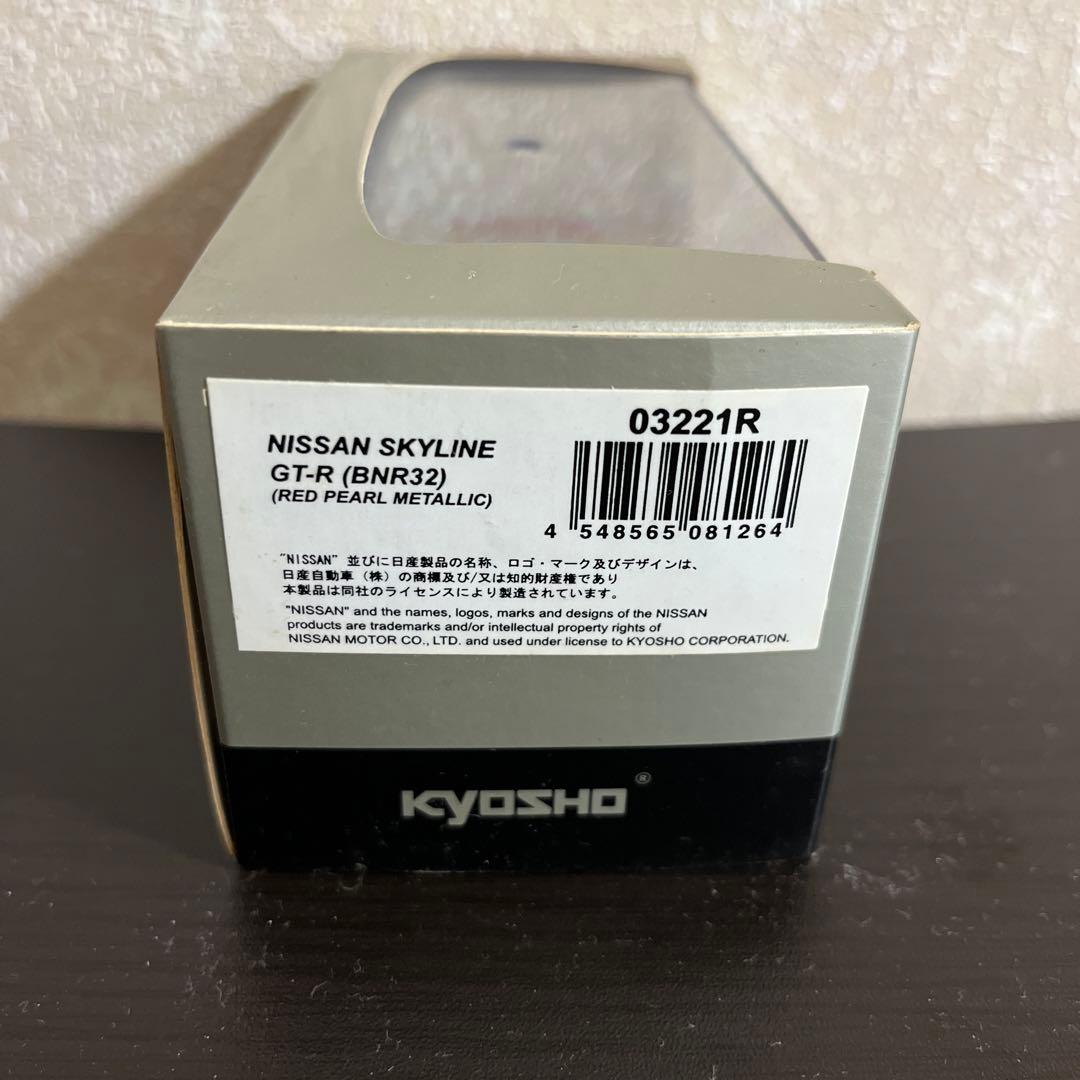 03221R
NISSAN SKYLINE
GT-R (BNR32)
(RED PEARL METALLIC)
4 548565 081264
"NISSAN" 並びに日産製品の名称、ロゴ・マーク及びデザインは、
日産自動車（株）の商標及び/又は知的財産権であり
本製品は同社のライセンスにより製造されています。
"NISSAN" and the names, logos, marks and designs of the NISSAN
products are trademarks and/or intellectual property rights of
NISSAN MOTOR CO., LTD. and used under license to KYOSHO CORPORATION.
KYOSHO®